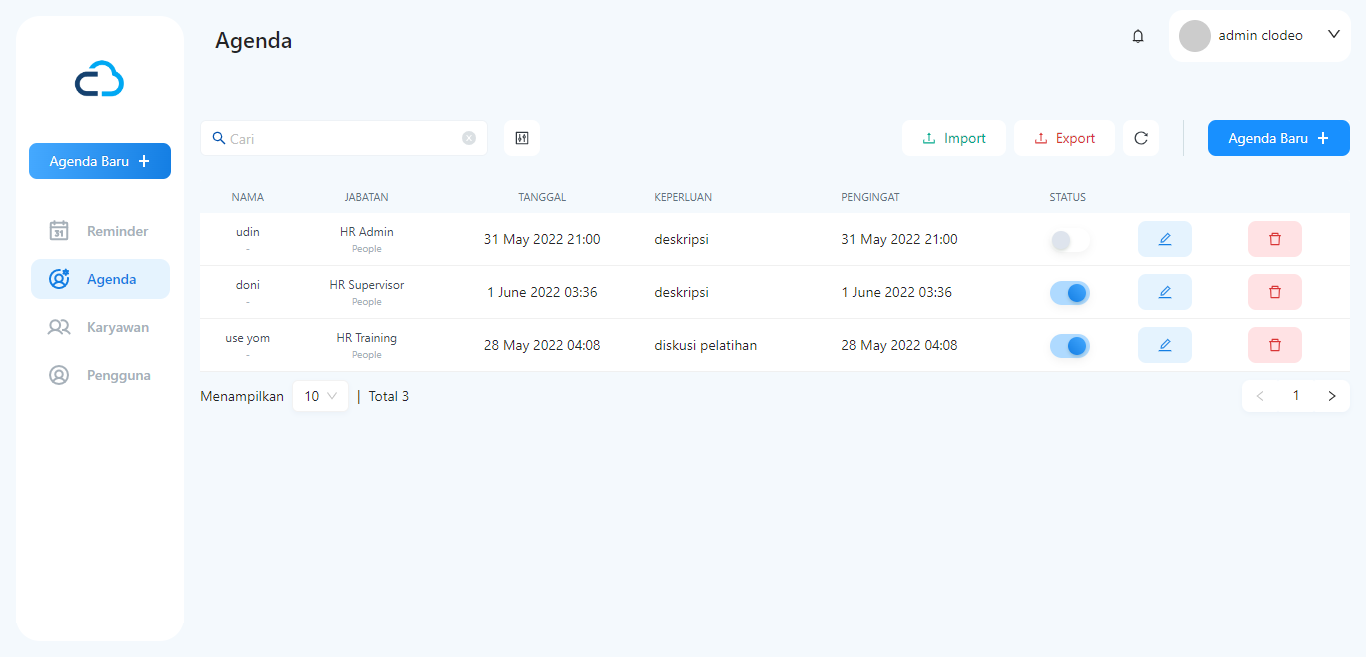 Agenda
admin clodeo
Agenda Baru +
Cari
Import
Export
Agenda Baru +
31 Reminder
Agenda
Karyawan
Pengguna
NAMA JABATAN TANGGAL KEPERLUAN PENGINGAT STATUS
udin HR Admin 31 May 2022 21:00 deskripsi 31 May 2022 21:00
- People
doni HR Supervisor 1 June 2022 03:36 deskripsi 1 June 2022 03:36
- People
use yom HR Training 28 May 2022 04:08 diskusi pelatihan 28 May 2022 04:08
- People
Menampilkan 10 | Total 3
< 1 >